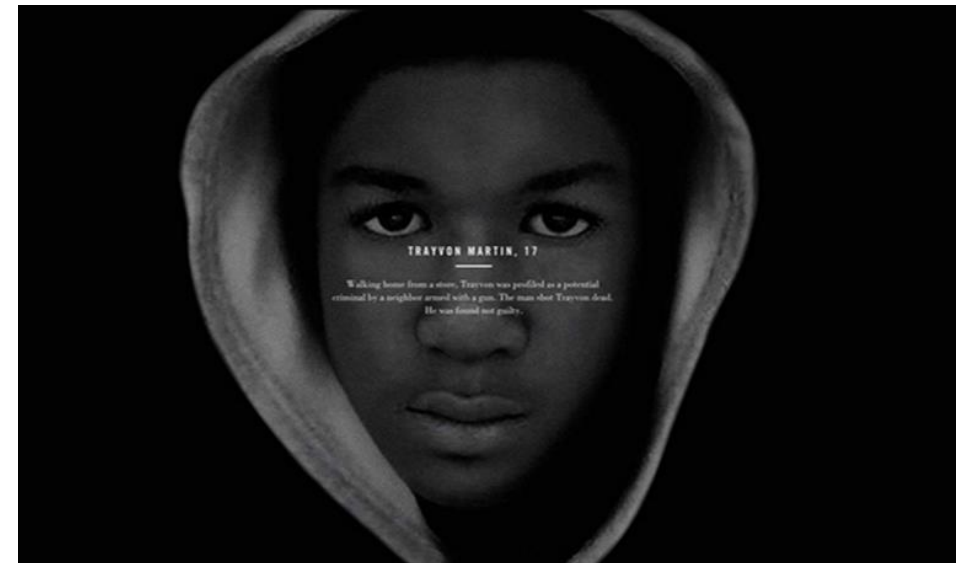 TRAYVON MARTIN, 17
Walking home from a store, Trayvon was profiled as a potential
criminal by a neighbor armed with a gun. The man shot Trayvon dead.
He was found not guilty.